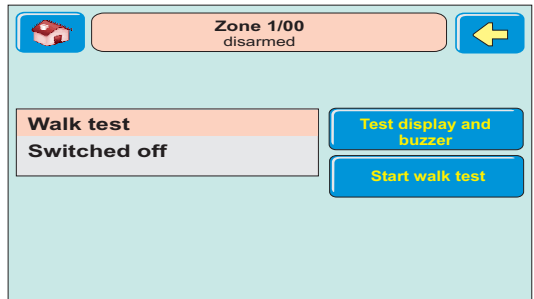 Zone 1/00
disarmed
Walk test
Switched off
Test display and
buzzer
Start walk test